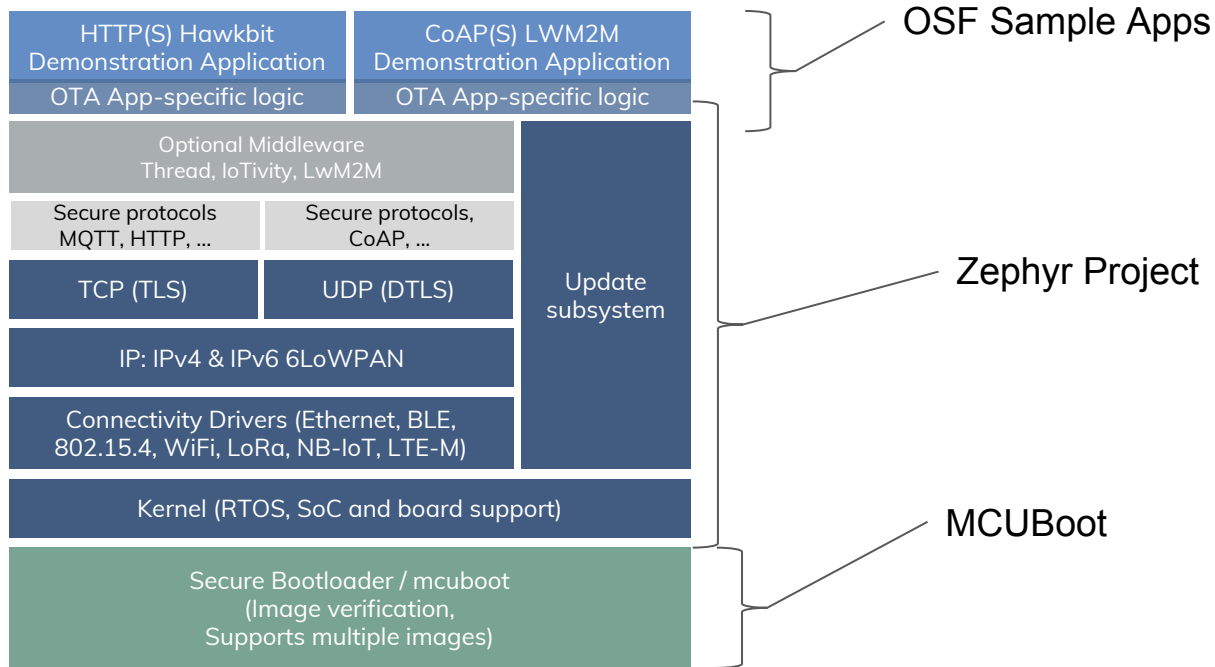 HTTP(S) Hawkbit
Demonstration Application
OTA App-specific logic
CoAP(S) LWM2M
Demonstration Application
OTA App-specific logic
OSF Sample Apps
Optional Middleware
Thread, IoTivity, LwM2M
Secure protocols
MQTT, HTTP, ...
Secure protocols,
CoAP, ...
TCP (TLS)
UDP (DTLS)
Update
subsystem
Zephyr Project
IP: IPv4 & IPv6 6LoWPAN
Connectivity Drivers (Ethernet, BLE,
802.15.4, WiFi, LoRa, NB-IoT, LTE-M)
Kernel (RTOS, SoC and board support)
MCUBoot
Secure Bootloader / mcuboot
(Image verification,
Supports multiple images)